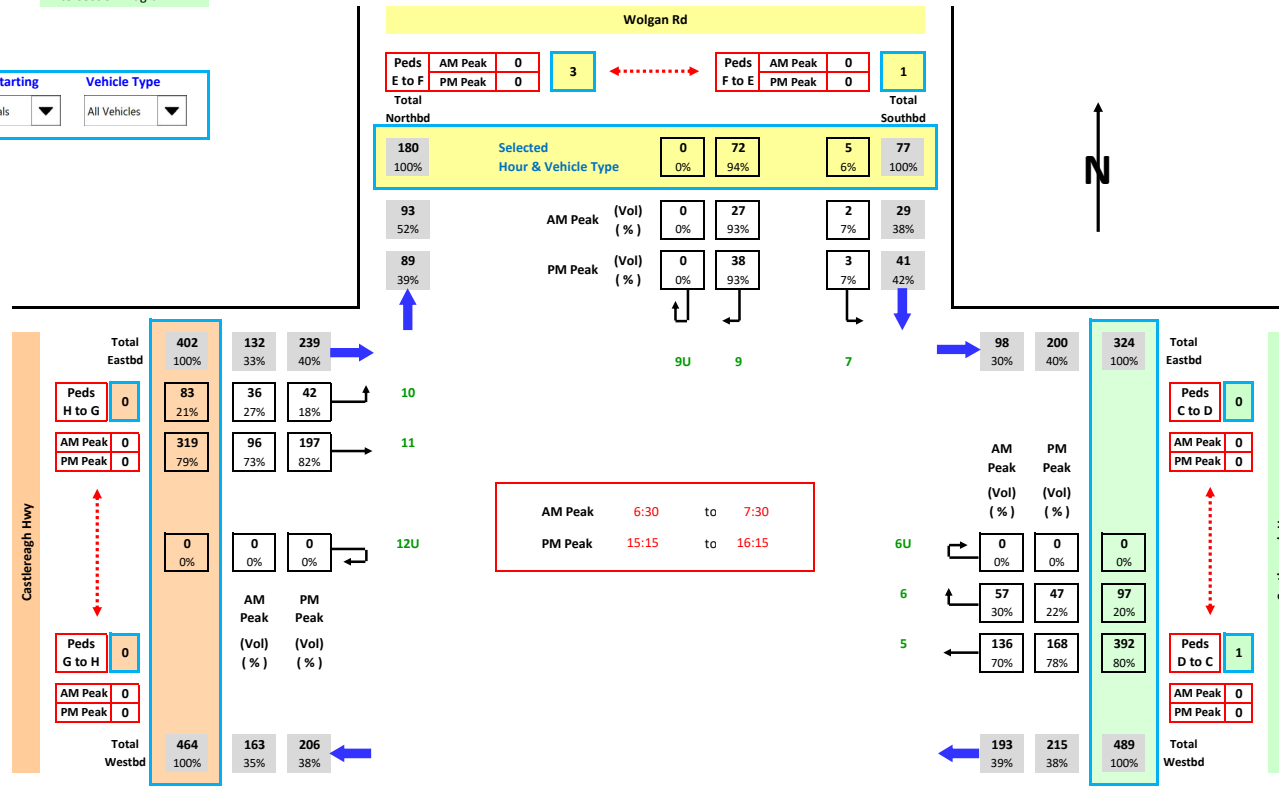 Wolgan Rd
Peds E to F AM Peak 0 PM Peak 0 3
Peds F to E AM Peak 0 PM Peak 0 1
tarting Vehicle Type
als All Vehicles
Total Northbd
Total Southbd
180 100% Selected Hour & Vehicle Type 0 0% 72 94% 5 6% 77 100%
93 52% AM Peak (Vol) ( % ) 0 0% 27 93% 2 7% 29 38%
89 39% PM Peak (Vol) ( % ) 0 0% 38 93% 3 7% 41 42%
N
9U 9 7
Total Eastbd 402 100% 132 33% 239 40%
Peds H to G 0 83 21% 36 27% 42 18% 10
AM Peak 0 PM Peak 0 319 79% 96 73% 197 82% 11
0 0% 0 0% 0 0% 12U
AM Peak (Vol) ( % )
PM Peak (Vol) ( % )
Castlereagh Hwy
Peds G to H 0
AM Peak 0
PM Peak 0
Total Westbd 464 100% 163 35% 206 38%
AM Peak 6:30 to 7:30
PM Peak 15:15 to 16:15
98 30% 200 40% 324 100% Total Eastbd
Peds C to D 0
AM Peak 0
PM Peak 0
AM Peak (Vol) ( % )
PM Peak (Vol) ( % )
6U 0 0% 0 0% 0 0%
6 57 30% 47 22% 97 20%
5 136 70% 168 78% 392 80%
Peds D to C 1
AM Peak 0
PM Peak 0
193 39% 215 38% 489 100% Total Westbd